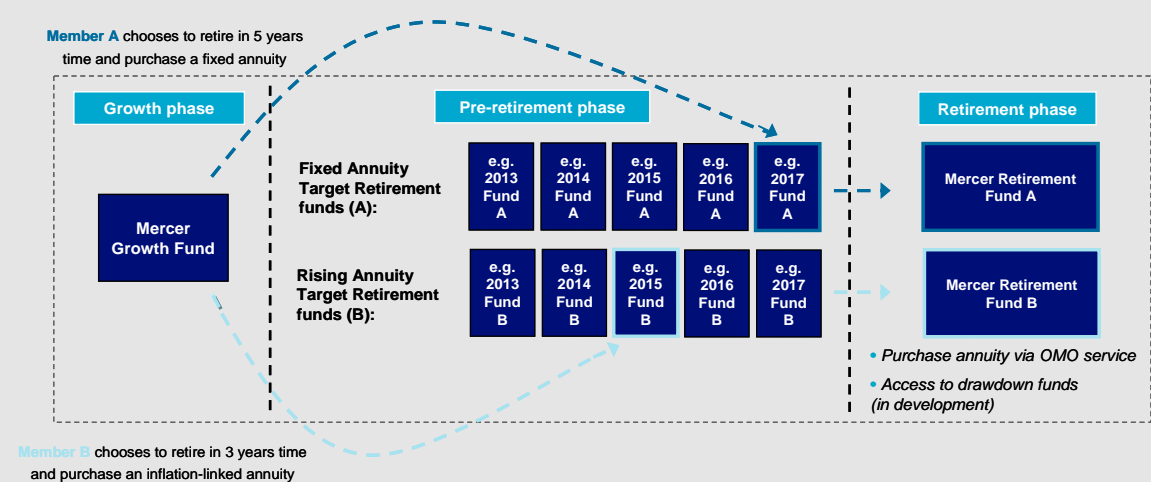 Member A chooses to retire in 5 years
time and purchase a fixed annuity
Growth phase
Pre-retirement phase
Retirement phase
Mercer
Growth Fund
Fixed Annuity
Target Retirement
funds (A):
e.g.
2013
Fund
A
e.g.
2014
Fund
A
e.g.
2015
Fund
A
e.g.
2016
Fund
A
e.g.
2017
Fund
A
Mercer Retirement
Fund A
Rising Annuity
Target Retirement
funds (B):
e.g.
2013
Fund
B
e.g.
2014
Fund
B
e.g.
2015
Fund
B
e.g.
2016
Fund
B
e.g.
2017
Fund
B
Mercer Retirement
Fund B
• Purchase annuity via OMO service
• Access to drawdown funds
(in development)
Member B chooses to retire in 3 years time
and purchase an inflation-linked annuity